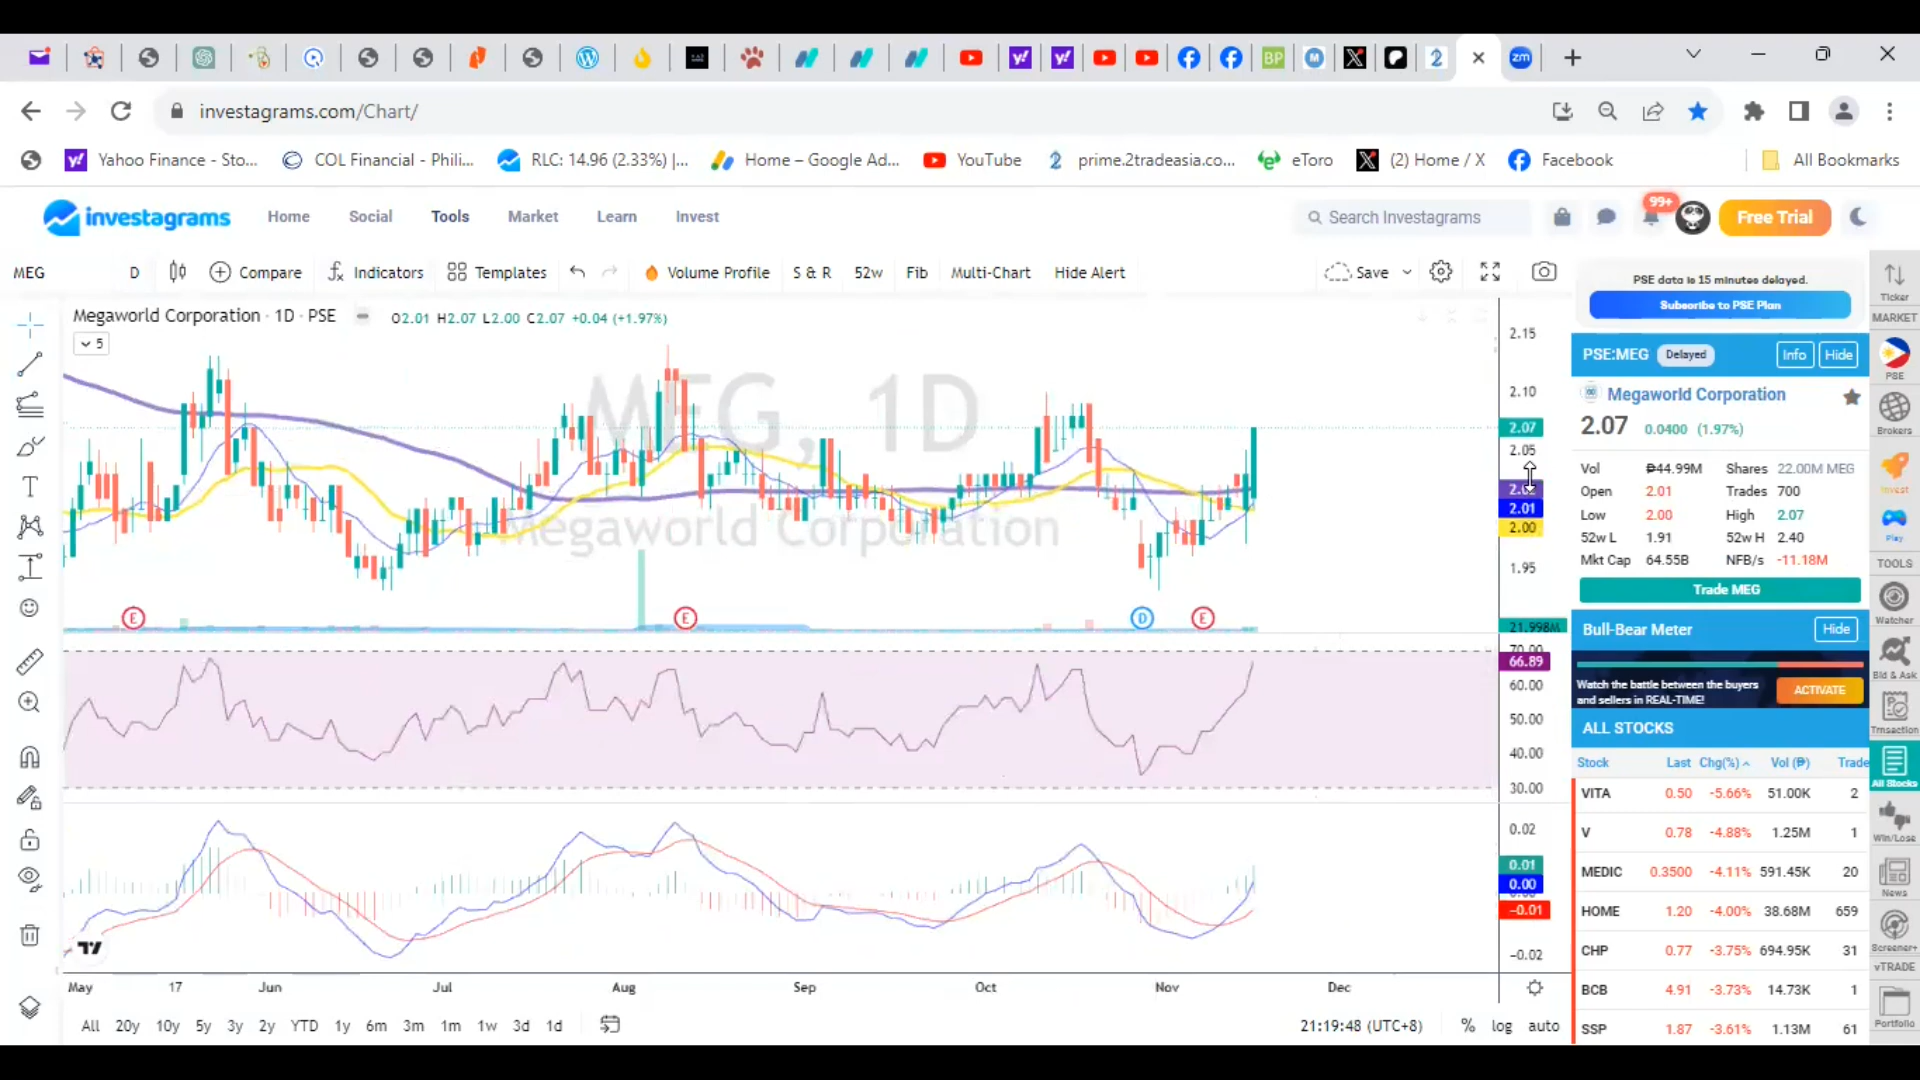 investagrams.com/Chart/
Yahoo Finance - Sto...
COL Financial - Phili...
RLC: 14.96 (2.33%) |...
Home – Google Ad...
YouTube
prime.2tradeasia.co...
eToro
(2) Home / X
Facebook
All Bookmarks
investagrams
Home
Social
Tools
Market
Learn
Invest
Search Investagrams
99+
Free Trial
MEG
D
Compare
Indicators
Templates
Volume Profile
S & R
52w
Fib
Multi-Chart
Hide Alert
Save
Megaworld Corporation · 1D · PSE
O2.01 H2.07 L2.00 C2.07 +0.04 (+1.97%)
5
MEG, 1D
Megaworld Corporation
2.15
2.10
2.07
2.05
2.01
2.00
1.95
E
E
D
E
21.998M
70.00
66.89
60.00
50.00
40.00
30.00
0.02
0.01
0.00
−0.01
−0.02
May
17
Jun
Jul
Aug
Sep
Oct
Nov
Dec
All
20y
10y
5y
3y
2y
YTD
1y
6m
3m
1m
1w
3d
1d
21:19:48 (UTC+8)
%
log
auto
PSE data is 15 minutes delayed.
Subscribe to PSE Plan
PSE:MEG
Delayed
Info
Hide
Megaworld Corporation
2.07 0.0400 (1.97%)
Vol ₱44.99M Shares 22.00M MEG
Open 2.01 Trades 700
Low 2.00 High 2.07
52w L 1.91 52w H 2.40
Mkt Cap 64.55B NFB/s -11.18M
Trade MEG
Bull-Bear Meter
Hide
Watch the battle between the buyers
and sellers in REAL-TIME!
ACTIVATE
ALL STOCKS
Stock Last Chg(%) Vol (₱) Trade
VITA 0.50 -5.66% 51.00K 2
V 0.78 -4.88% 1.25M 1
MEDIC 0.3500 -4.11% 591.45K 20
HOME 1.20 -4.00% 38.68M 659
CHP 0.77 -3.75% 694.95K 31
BCB 4.91 -3.73% 14.73K 1
SSP 1.87 -3.61% 1.13M 61
Ticker
MARKET
PSE
Brokers
Invest
Play
TOOLS
Watcher
Bid & Ask
Trnsaction
All Stocks
Win/Lose
News
Screener+
vTRADE
Portfolio